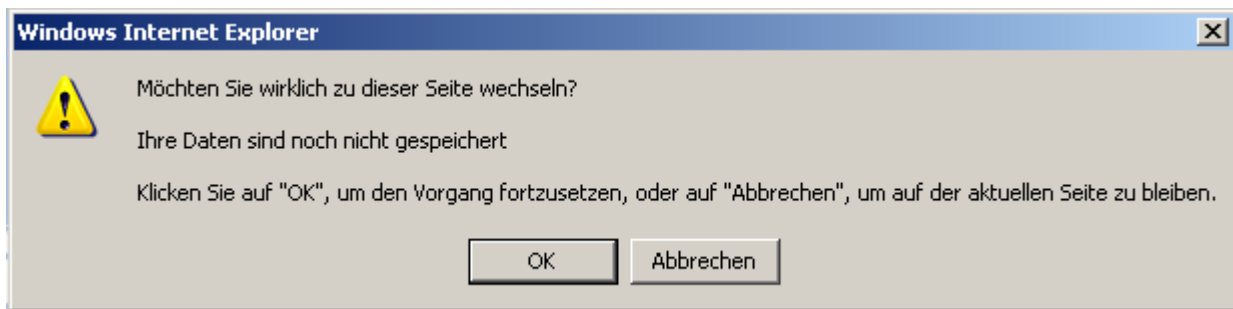 Windows Internet Explorer
Möchten Sie wirklich zu dieser Seite wechseln?
Ihre Daten sind noch nicht gespeichert
Klicken Sie auf "OK", um den Vorgang fortzusetzen, oder auf "Abbrechen", um auf der aktuellen Seite zu bleiben.
OK
Abbrechen